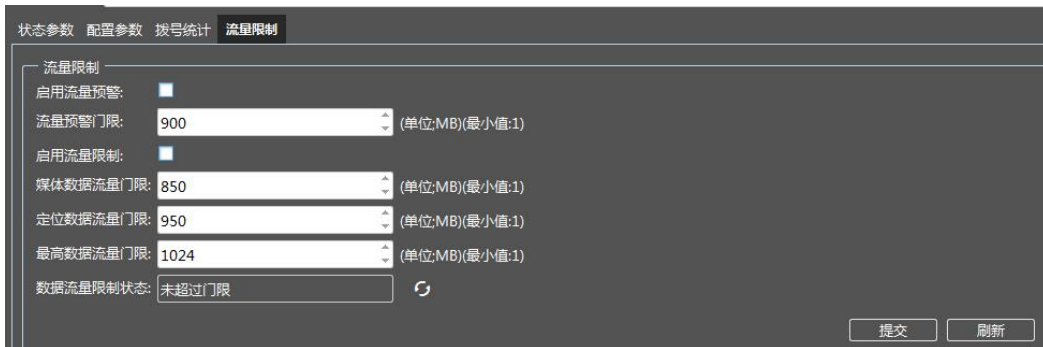 状态参数 配置参数 拨号统计 流量限制
流量限制
启用流量预警:
流量预警门限: 900 (单位;MB)(最小值:1)
启用流量限制:
媒体数据流量门限: 850 (单位;MB)(最小值:1)
定位数据流量门限: 950 (单位;MB)(最小值:1)
最高数据流量门限: 1024 (单位;MB)(最小值:1)
数据流量限制状态: 未超过门限
提交 刷新